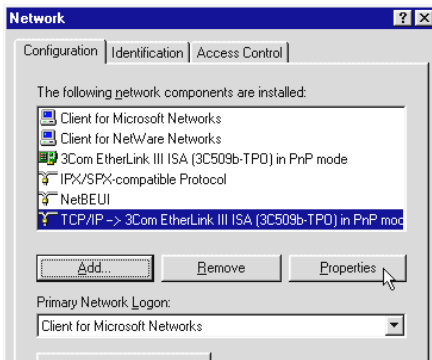 Network
Configuration Identification Access Control
The following network components are installed:
Client for Microsoft Networks
Client for NetWare Networks
3Com EtherLink III ISA (3C509b-TPO) in PnP mode
IPX/SPX-compatible Protocol
NetBEUI
TCP/IP -> 3Com EtherLink III ISA (3C509b-TPO) in PnP mod
Add... Remove Properties
Primary Network Logon:
Client for Microsoft Networks